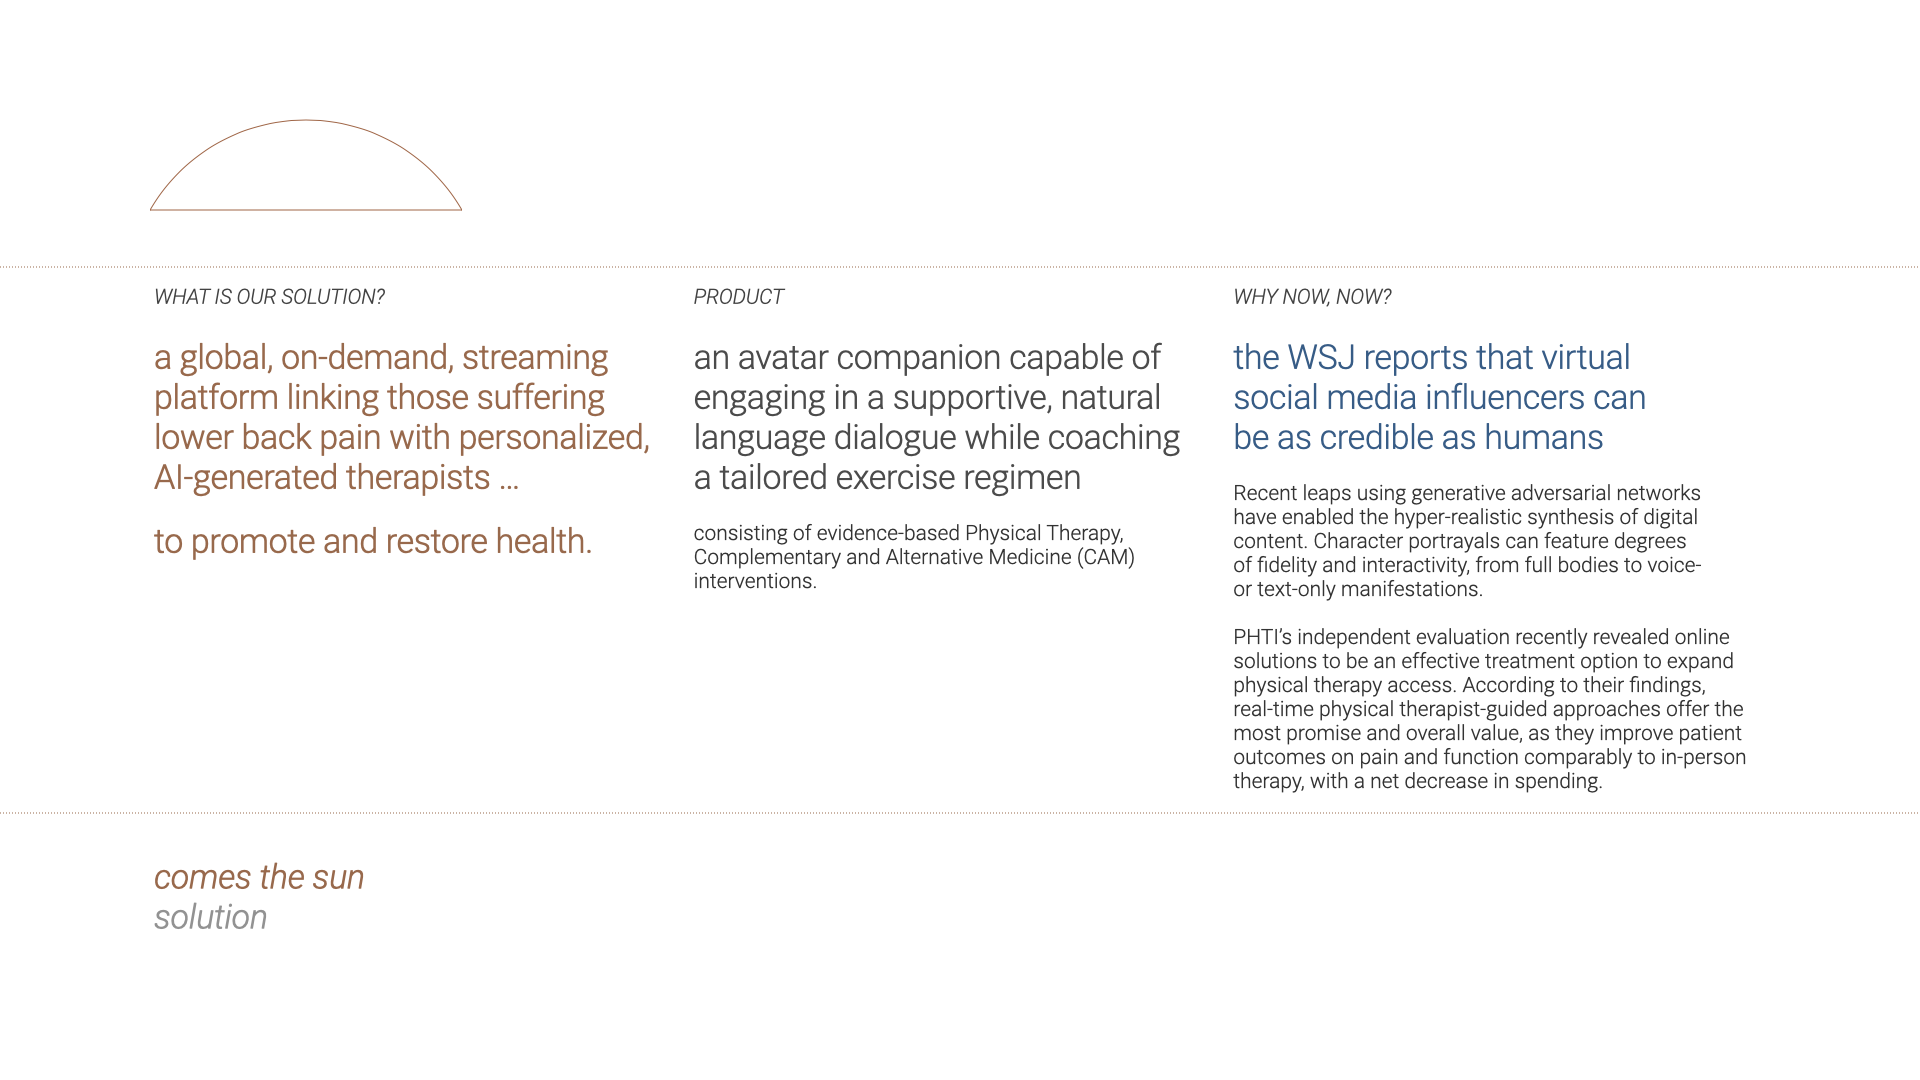 WHAT IS OUR SOLUTION?
a global, on-demand, streaming
platform linking those suffering
lower back pain with personalized,
AI-generated therapists ...
to promote and restore health.
PRODUCT
an avatar companion capable of
engaging in a supportive, natural
language dialogue while coaching
a tailored exercise regimen
consisting of evidence-based Physical Therapy,
Complementary and Alternative Medicine (CAM)
interventions.
WHY NOW, NOW?
the WSJ reports that virtual
social media influencers can
be as credible as humans
Recent leaps using generative adversarial networks
have enabled the hyper-realistic synthesis of digital
content. Character portrayals can feature degrees
of fidelity and interactivity, from full bodies to voice-
or text-only manifestations.
PHTI’s independent evaluation recently revealed online
solutions to be an effective treatment option to expand
physical therapy access. According to their findings,
real-time physical therapist-guided approaches offer the
most promise and overall value, as they improve patient
outcomes on pain and function comparably to in-person
therapy, with a net decrease in spending.
comes the sun
solution